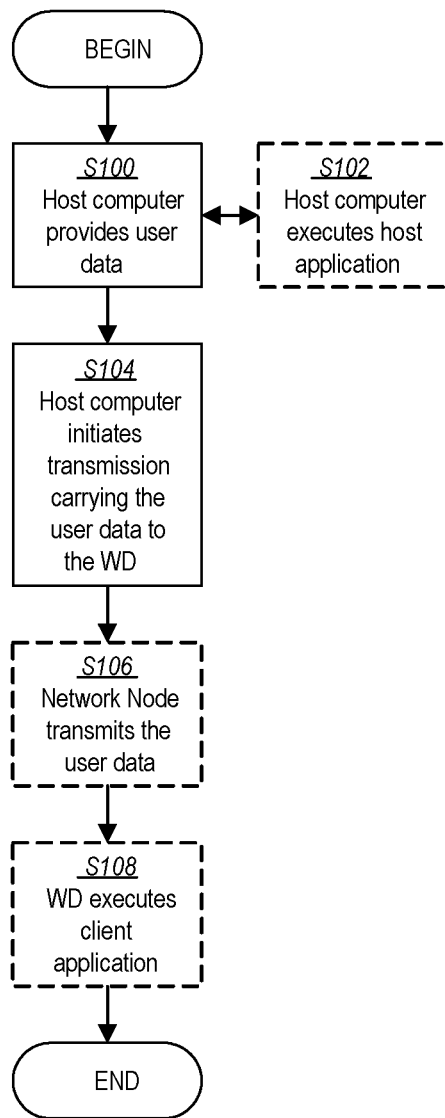 BEGIN
S100
Host computer
provides user
data
S102
Host computer
executes host
application
S104
Host computer
initiates
transmission
carrying the
user data to
the WD
S106
Network Node
transmits the
user data
S108
WD executes
client
application
END